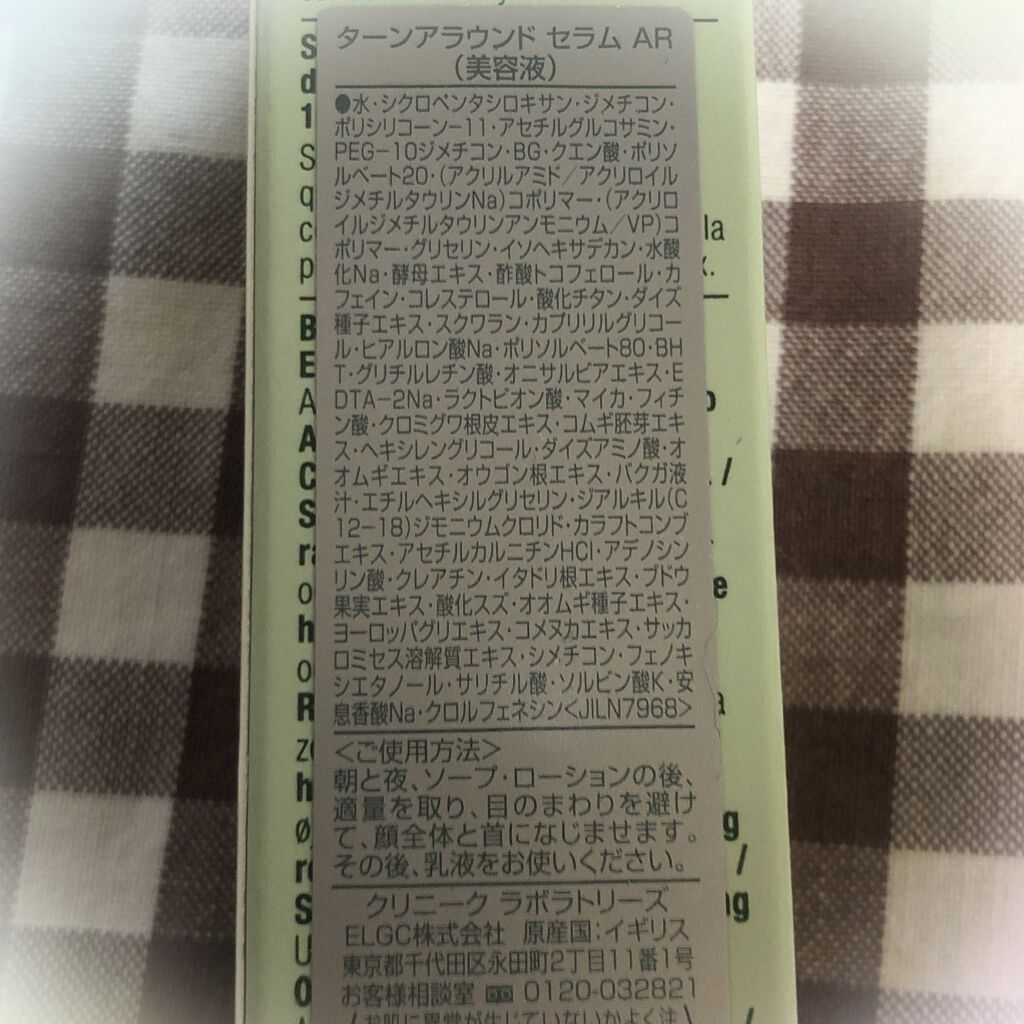 ターンアラウンド セラム AR
(美容液)
●水・シクロペンタシロキサン・ジメチコン・
ポリシリコーン-11・アセチルグルコサミン・
PEG-10ジメチコン・BG・クエン酸・ポリソ
ルベート20・(アクリルアミド/アクリロイル
ジメチルタウリンNa)コポリマー・(アクリロ
イルジメチルタウリンアンモニウム/VP)コ
ポリマー・グリセリン・イソヘキサデカン・水酸
化Na・酵母エキス・酢酸トコフェロール・カ
フェイン・コレステロール・酸化チタン・ダイズ
種子エキス・スクワラン・カプリリルグリコー
ル・ヒアルロン酸Na・ポリソルベート80・BH
T・グリチルレチン酸・オニサルビアエキス・E
DTA-2Na・ラクトビオン酸・マイカ・フィチ
ン酸・クロミグワ根皮エキス・コムギ胚芽エキ
ス・ヘキシレングリコール・ダイズアミノ酸・オ
オムギエキス・オウゴン根エキス・バクガ液
汁・エチルヘキシルグリセリン・ジアルキル(C
12-18)ジモニウムクロリド・カラフトコンブ
エキス・アセチルカルニチンHCl・アデノシン
リン酸・クレアチン・イタドリ根エキス・ブドウ
果実エキス・酸化スズ・オオムギ種子エキス・
ヨーロッパグリエキス・コメヌカエキス・サッカ
ロミセス溶解質エキス・シメチコン・フェノキ
シエタノール・サリチル酸・ソルビン酸K・安
息香酸Na・クロルフェネシン<JILN7968>
<ご使用方法>
朝と夜、ソープ・ローションの後、
適量を取り、目のまわりを避け
て、顔全体と首になじませます。
その後、乳液をお使いください。
クリニーク ラボラトリーズ
ELGC株式会社 原産国:イギリス
東京都千代田区永田町2丁目11番1号
お客様相談室 0120-032821
(お肌に異常が生じていないかよく注